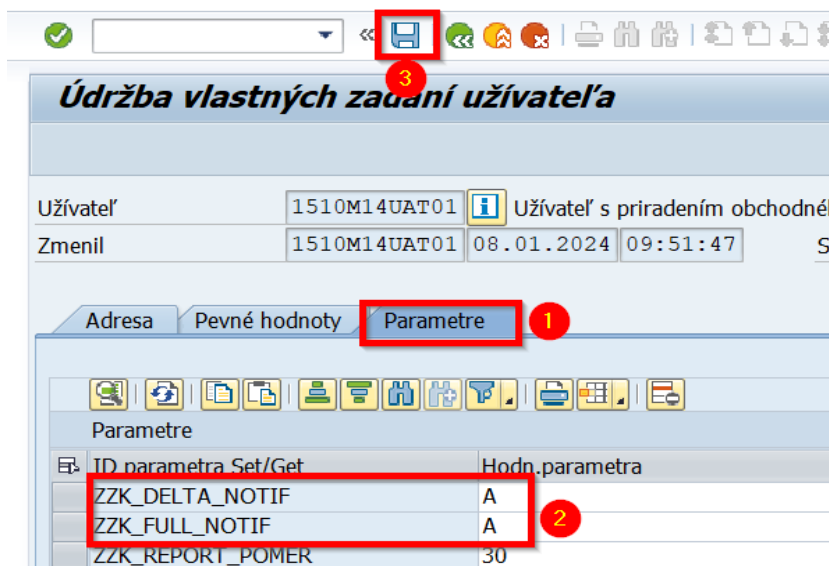 3
Údržba vlastných zadaní užívateľa
Užívateľ 1510M14UAT01 Užívateľ s priradením
Zmenil 1510M14UAT01 08.01.2024 09:51:47
Adresa Pevné hodnoty Parametre 1
Parametre
ID parametra Set/Get Hodn.parametra
ZZK_DELTA_NOTIF A
ZZK_FULL_NOTIF A 2
ZZK_REPORT_POMER 30